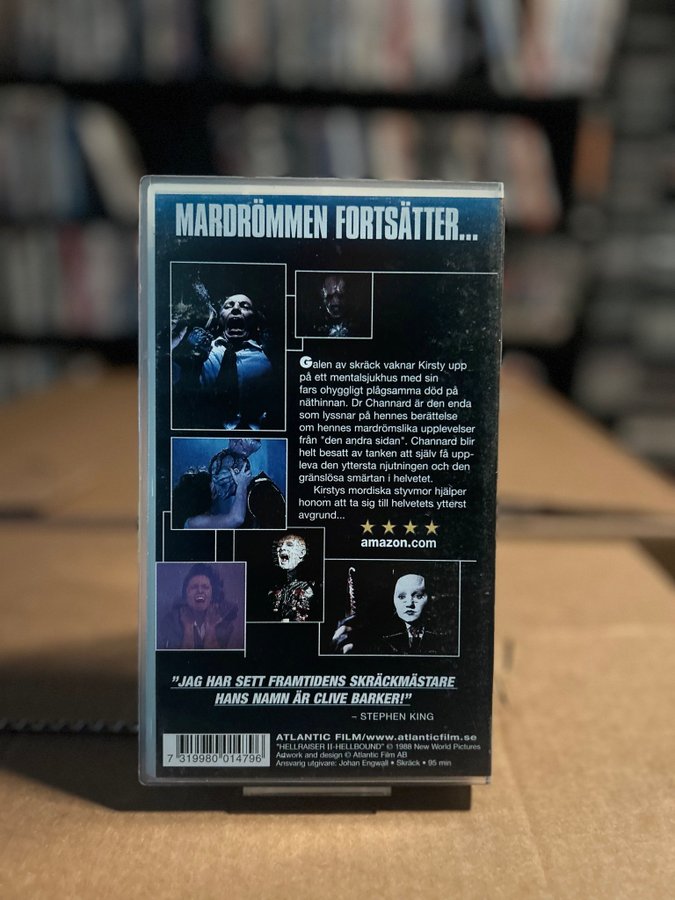 MARDRÖMMEN FORTSÄTTER...
Galen av skräck vaknar Kirsty upp
på ett mentalsjukhus med sin
fars ohyggligt plågsamma död på
näthinnan. Dr Channard är den enda
som lyssnar på hennes berättelse
om hennes mardrömslika upplevelser
från "den andra sidan". Channard blir
helt besatt av tanken att själv få upp-
leva den yttersta njutningen och den
gränslösa smärtan i helvetet.
Kirstys mordiska styvmor hjälper
honom att ta sig till helvetets ytterst
avgrund...
amazon.com
"JAG HAR SETT FRAMTIDENS SKRÄCKMÄSTARE
HANS NAMN ÄR CLIVE BARKER!"
– STEPHEN KING
ATLANTIC FILM/www.atlanticfilm.se
"HELLRAISER II-HELLBOUND" © 1988 New World Pictures
Artwork and design © Atlantic Film AB
Ansvarig utgivare: Johan Engwall • Skräck • 95 min
7 319980 014796